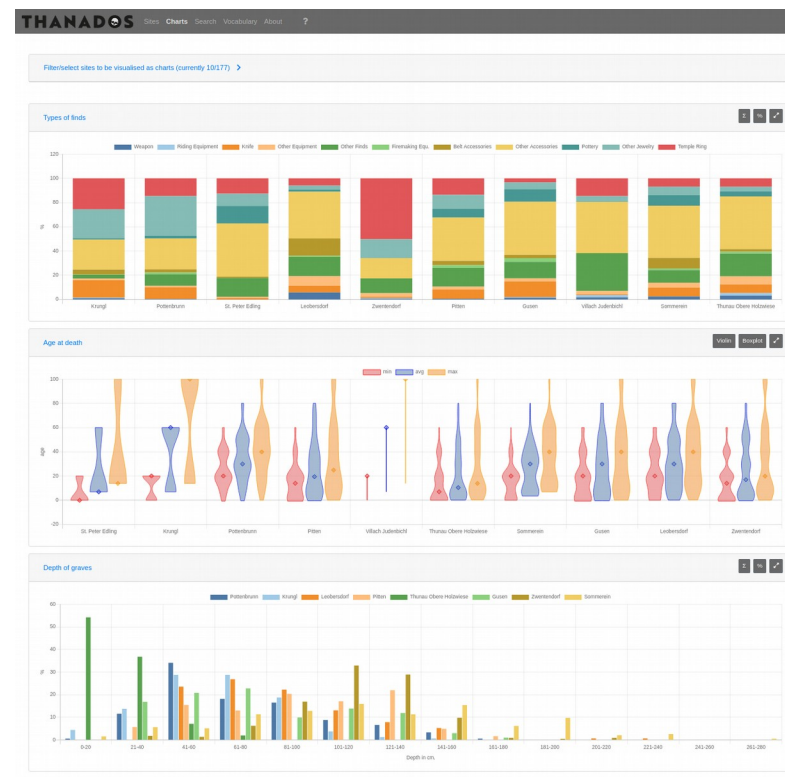 THANADOS Sites Charts Search Vocabulary About ?
Filter/select sites to be visualised as charts (currently 10/177) >
Types of finds Σ %
Weapon Riding Equipment Knife Other Equipment Other Finds Firemaking Equ. Belt Accessories Other Accessories Pottery Other Jewelry Temple Ring
120
100
80
60
40
20
0
%
Krungl Pottenbrunn St. Peter Edling Leobersdorf Zwentendorf Pitten Gusen Villach Judenbichl Sommerein Thunau Obere Holzwiese
Age at death Violin Boxplot
min avg max
100
80
60
40
20
0
-20
age
St. Peter Edling Krungl Pottenbrunn Pitten Villach Judenbichl Thunau Obere Holzwiese Sommerein Gusen Leobersdorf Zwentendorf
Depth of graves Σ %
Pottenbrunn Krungl Leobersdorf Pitten Thunau Obere Holzwiese Gusen Zwentendorf Sommerein
60
50
40
30
20
10
0
%
0-20 21-40 41-60 61-80 81-100 101-120 121-140 141-160 161-180 181-200 201-220 221-240 241-260 261-280
Depth in cm.